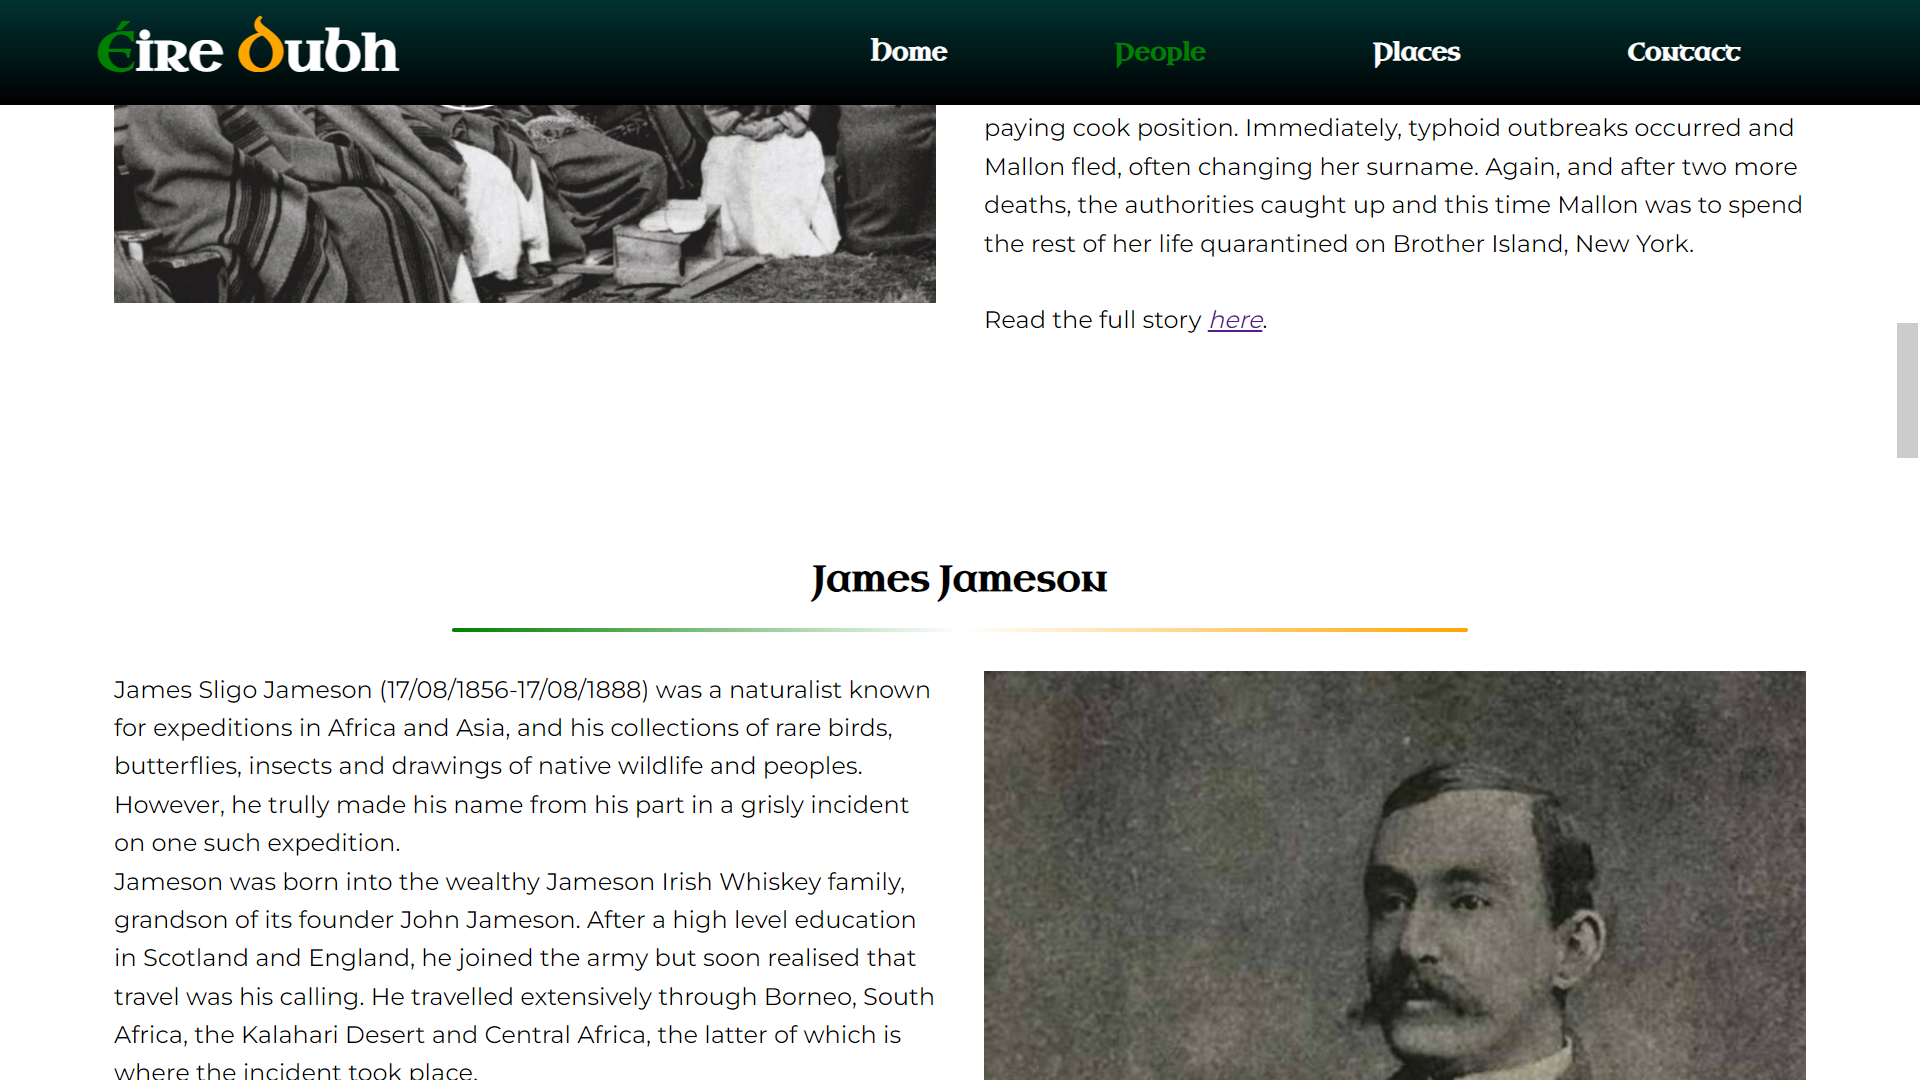 Éire Dubh
Home People Places Contact
paying cook position. Immediately, typhoid outbreaks occurred and
Mallon fled, often changing her surname. Again, and after two more
deaths, the authorities caught up and this time Mallon was to spend
the rest of her life quarantined on Brother Island, New York.
Read the full story here.
James Jameson
James Sligo Jameson (17/08/1856-17/08/1888) was a naturalist known
for expeditions in Africa and Asia, and his collections of rare birds,
butterflies, insects and drawings of native wildlife and peoples.
However, he trully made his name from his part in a grisly incident
on one such expedition.
Jameson was born into the wealthy Jameson Irish Whiskey family,
grandson of its founder John Jameson. After a high level education
in Scotland and England, he joined the army but soon realised that
travel was his calling. He travelled extensively through Borneo, South
Africa, the Kalahari Desert and Central Africa, the latter of which is
where the incident took place.